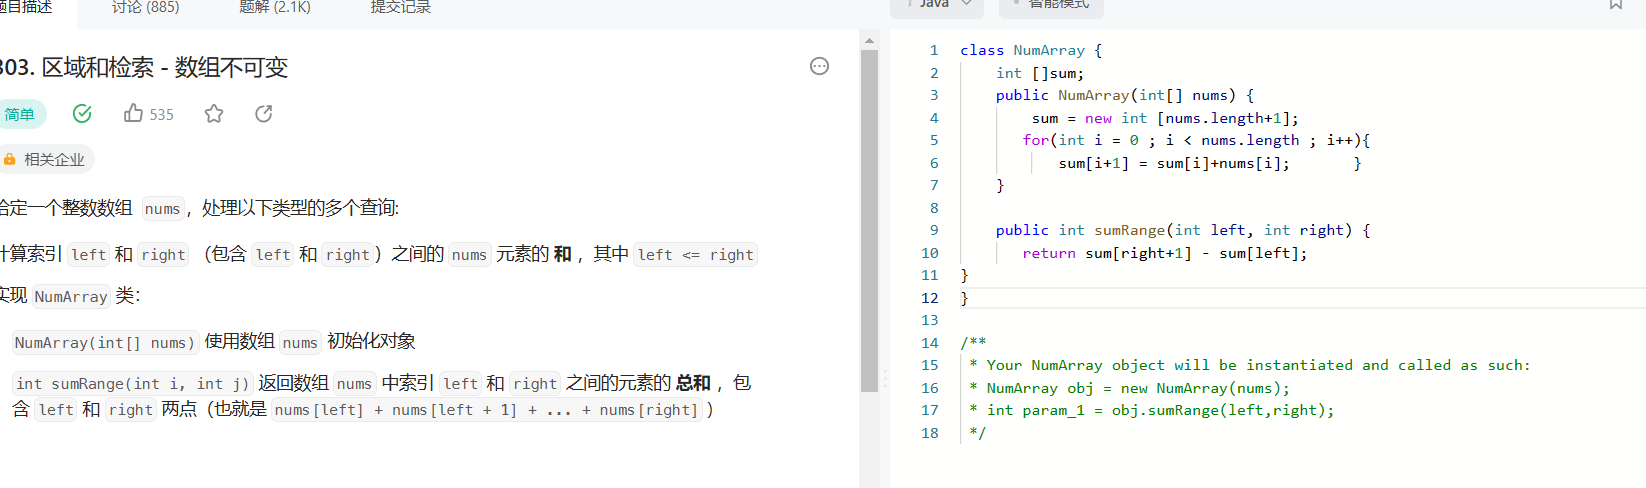 题目描述 讨论 (885) 题解 (2.1K) 提交记录
303. 区域和检索 - 数组不可变
简单 535
相关企业
给定一个整数数组 nums，处理以下类型的多个查询:
计算索引 left 和 right （包含 left 和 right）之间的 nums 元素的 和 ，其中 left <= right
实现 NumArray 类：
NumArray(int[] nums) 使用数组 nums 初始化对象
int sumRange(int i, int j) 返回数组 nums 中索引 left 和 right 之间的元素的 总和 ，包
含 left 和 right 两点（也就是 nums[left] + nums[left + 1] + ... + nums[right] )
i Java 智能模式
1 class NumArray {
2 int []sum;
3 public NumArray(int[] nums) {
4 sum = new int [nums.length+1];
5 for(int i = 0 ; i < nums.length ; i++){
6 sum[i+1] = sum[i]+nums[i]; }
7 }
8
9 public int sumRange(int left, int right) {
10 return sum[right+1] - sum[left];
11 }
12 }
13
14 /**
15 * Your NumArray object will be instantiated and called as such:
16 * NumArray obj = new NumArray(nums);
17 * int param_1 = obj.sumRange(left,right);
18 */